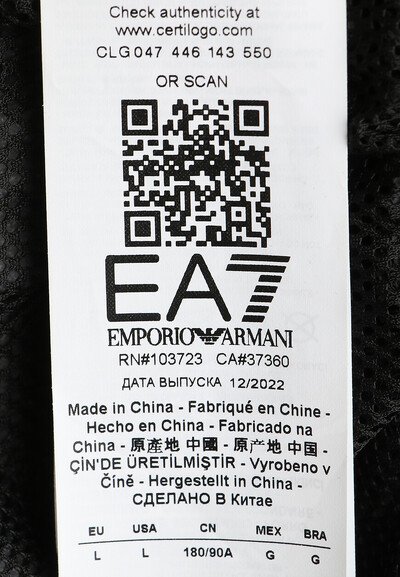 Check authenticity at
www.certilogo.com
CLG 047 446 143 550
OR SCAN
EA7
EMPORIO ARMANI
RN#103723 CA#37360
ДАТА ВЫПУСКА 12/2022
Made in China - Fabriqué en Chine -
Hecho en China - Fabricado na
China - 原產地 中國 - 原产地 中国 -
ÇİN'DE ÜRETİLMİŞTİR - Vyrobeno v
Číně - Hergestellt in China -
СДЕЛАНО В Китае
EU USA CN MEX BRA
L L 180/90A G G